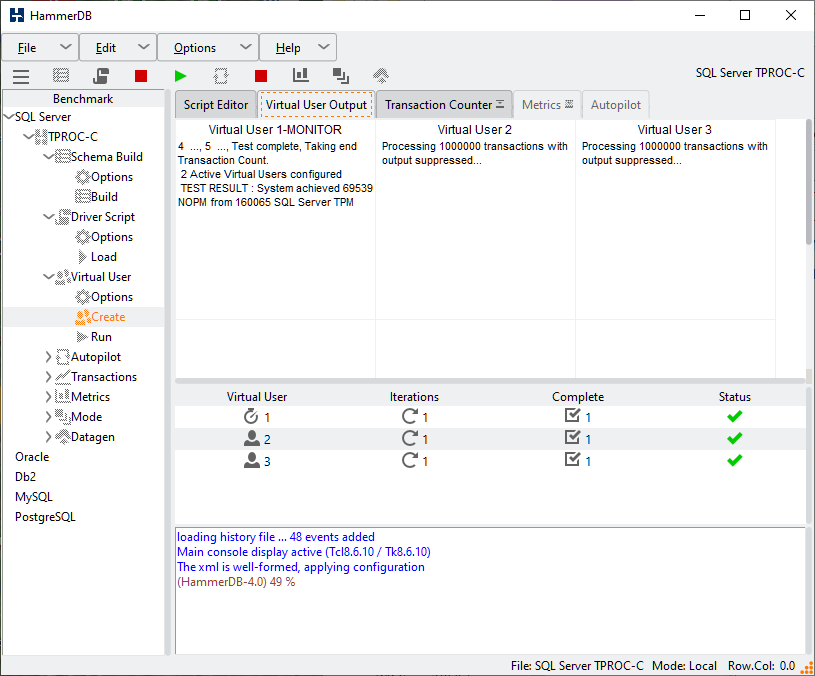 HammerDB
File Edit Options Help
SQL Server TPROC-C
Benchmark
SQL Server
TPROC-C
Schema Build
Options
Build
Driver Script
Options
Load
Virtual User
Options
Create
Run
Autopilot
Transactions
Metrics
Mode
Datagen
Oracle
Db2
MySQL
PostgreSQL
Script Editor Virtual User Output Transaction Counter Metrics Autopilot
Virtual User 1-MONITOR
4 ..., 5 ..., Test complete, Taking end
Transaction Count.
2 Active Virtual Users configured
TEST RESULT : System achieved 69539
NOPM from 160065 SQL Server TPM
Virtual User 2
Processing 1000000 transactions with
output suppressed...
Virtual User 3
Processing 1000000 transactions with
output suppressed...
Virtual User Iterations Complete Status
1 1 1
2 1 1
3 1 1
loading history file ... 48 events added
Main console display active (Tcl8.6.10 / Tk8.6.10)
The xml is well-formed, applying configuration
(HammerDB-4.0) 49 %
File: SQL Server TPROC-C Mode: Local Row.Col: 0.0